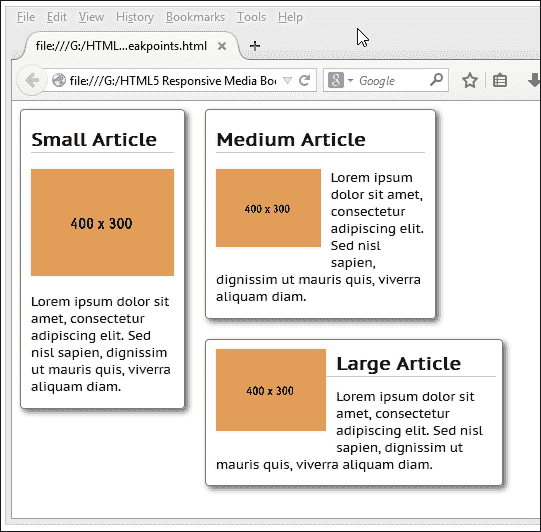 File Edit View History Bookmarks Tools Help
file:///G:/HTML...eakpoints.html
file:///G:/HTML5 Responsive Media Boo
Google
Small Article
400 x 300
Lorem ipsum dolor sit
amet, consectetur
adipiscing elit. Sed
nisl sapien, dignissim
ut mauris quis, viverra
aliquam diam.
Medium Article
400 x 300
Lorem ipsum
dolor sit amet,
consectetur
adipiscing elit.
Sed nisl
sapien,
dignissim ut mauris quis, viverra
aliquam diam.
400 x 300
Large Article
Lorem ipsum dolor sit
amet, consectetur
adipiscing elit. Sed nisl
sapien, dignissim ut
mauris quis, viverra aliquam diam.